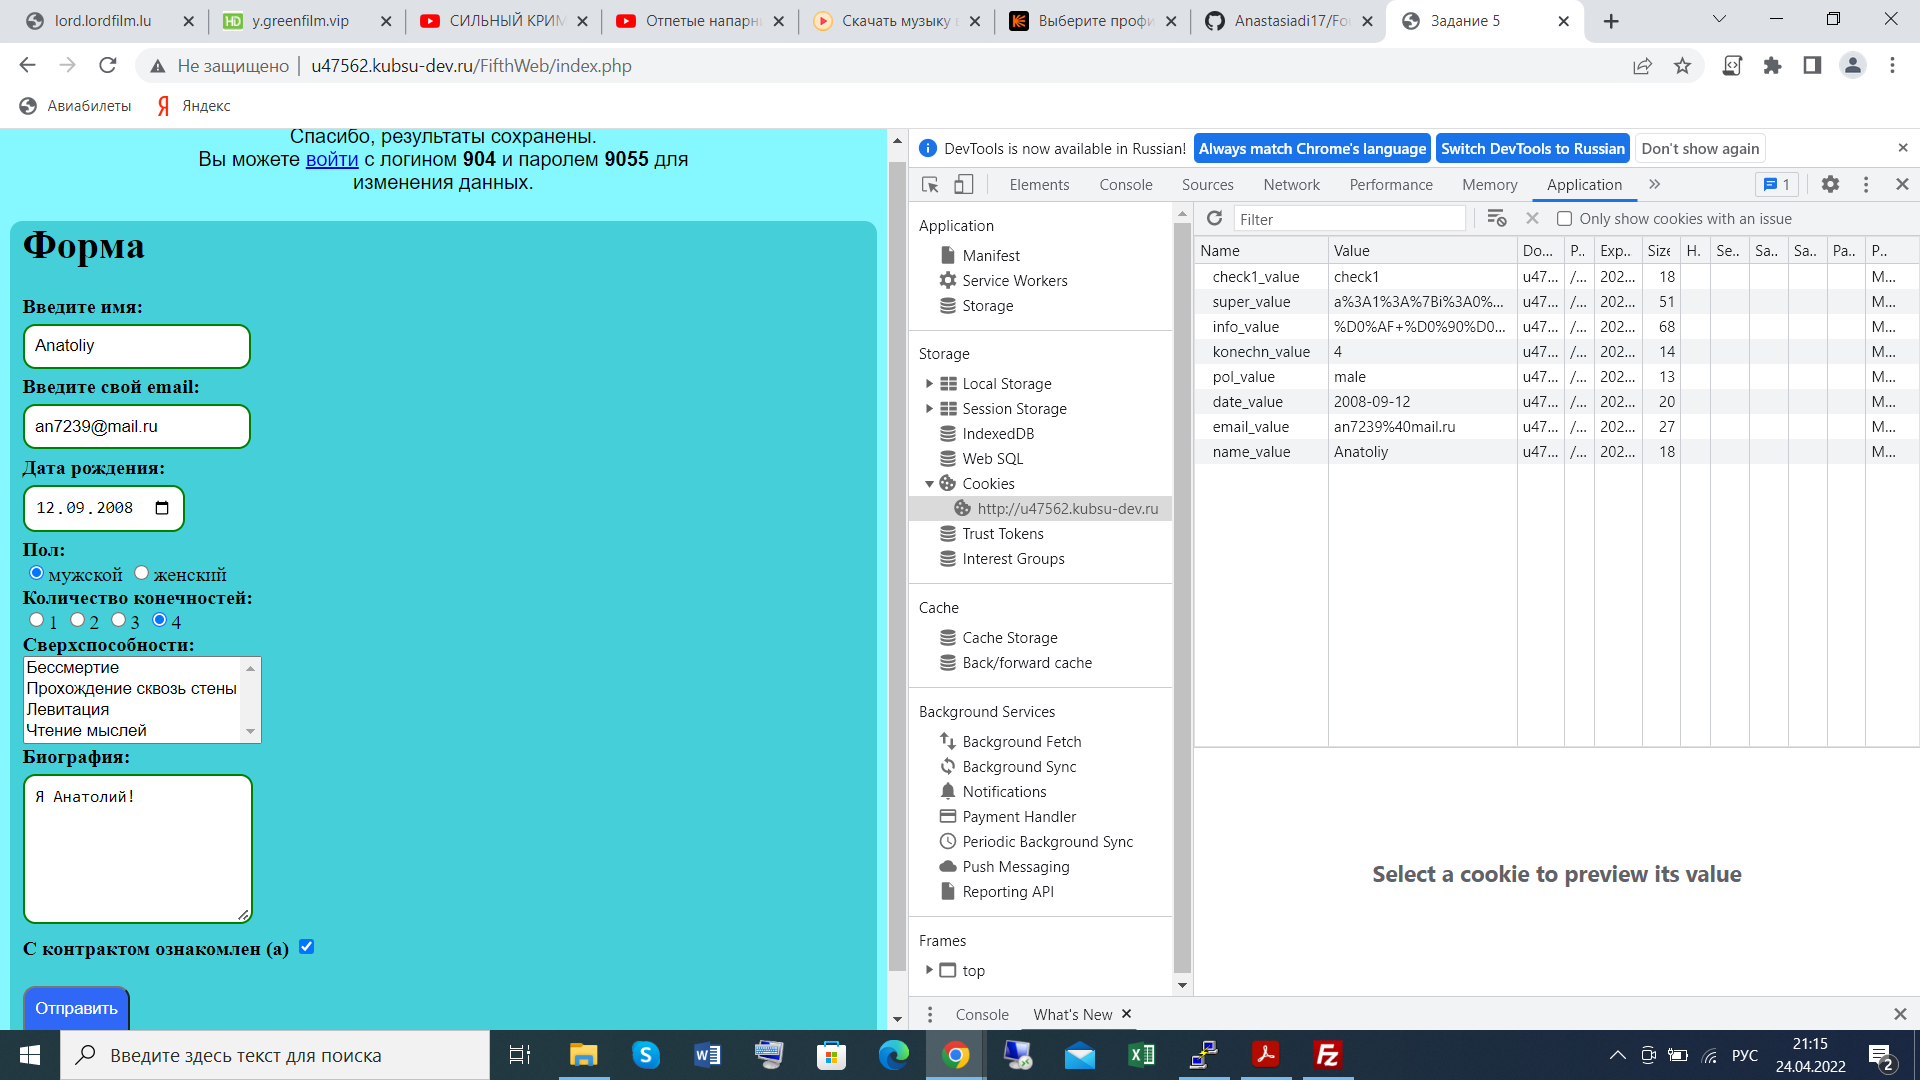 lord.lordfilm.lu
y.greenfilm.vip
СИЛЬНЫЙ КРИМ
Отпетые напарн
Скачать музыку
Выберите профи
Anastasiadi17/Fo
Задание 5
Не защищено | u47562.kubsu-dev.ru/FifthWeb/index.php
Авиабилеты
Яндекс
Спасибо, результаты сохранены.
Вы можете войти с логином 904 и паролем 9055 для
изменения данных.
Форма
Введите имя:
Anatoliy
Введите свой email:
an7239@mail.ru
Дата рождения:
12.09.2008
Пол:
мужской женский
Количество конечностей:
1 2 3 4
Сверхспособности:
Бессмертие
Прохождение сквозь стены
Левитация
Чтение мыслей
Биография:
Я Анатолий!
С контрактом ознакомлен (а)
Отправить
DevTools is now available in Russian! Always match Chrome's language Switch DevTools to Russian Don't show again
Elements Console Sources Network Performance Memory Application 1
Application
Manifest
Service Workers
Storage
Storage
Local Storage
Session Storage
IndexedDB
Web SQL
Cookies
http://u47562.kubsu-dev.ru
Trust Tokens
Interest Groups
Cache
Cache Storage
Back/forward cache
Background Services
Background Fetch
Background Sync
Notifications
Payment Handler
Periodic Background Sync
Push Messaging
Reporting API
Frames
top
Filter
Only show cookies with an issue
Name Value Do... P.. Exp.. Size H. Se.. Sa.. Sa.. Pa.. P..
check1_value check1 u47... /... 202... 18 M...
super_value a%3A1%3A%7Bi%3A0%... u47... /... 202... 51 M...
info_value %D0%AF+%D0%90%D0... u47... /... 202... 68 M...
konechn_value 4 u47... /... 202... 14 M...
pol_value male u47... /... 202... 13 M...
date_value 2008-09-12 u47... /... 202... 20 M...
email_value an7239%40mail.ru u47... /... 202... 27 M...
name_value Anatoliy u47... /... 202... 18 M...
Select a cookie to preview its value
Console What's New
Введите здесь текст для поиска
РУС
21:15
24.04.2022
2